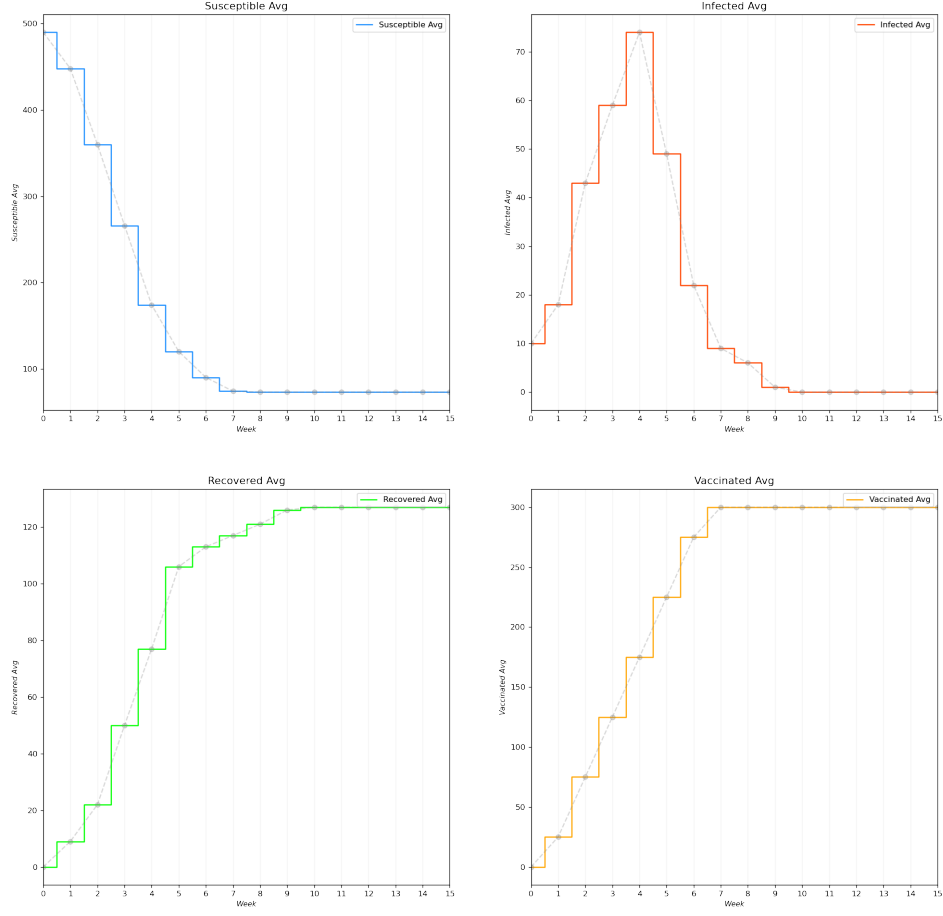 Susceptible Avg
Susceptible Avg
500
400
300
200
100
Susceptible Avg
0 1 2 3 4 5 6 7 8 9 10 11 12 13 14 15
Week
Infected Avg
Infected Avg
70
60
50
40
30
20
10
0
Infected Avg
0 1 2 3 4 5 6 7 8 9 10 11 12 13 14 15
Week
Recovered Avg
Recovered Avg
120
100
80
60
40
20
0
Recovered Avg
0 1 2 3 4 5 6 7 8 9 10 11 12 13 14 15
Week
Vaccinated Avg
Vaccinated Avg
300
250
200
150
100
50
0
Vaccinated Avg
0 1 2 3 4 5 6 7 8 9 10 11 12 13 14 15
Week